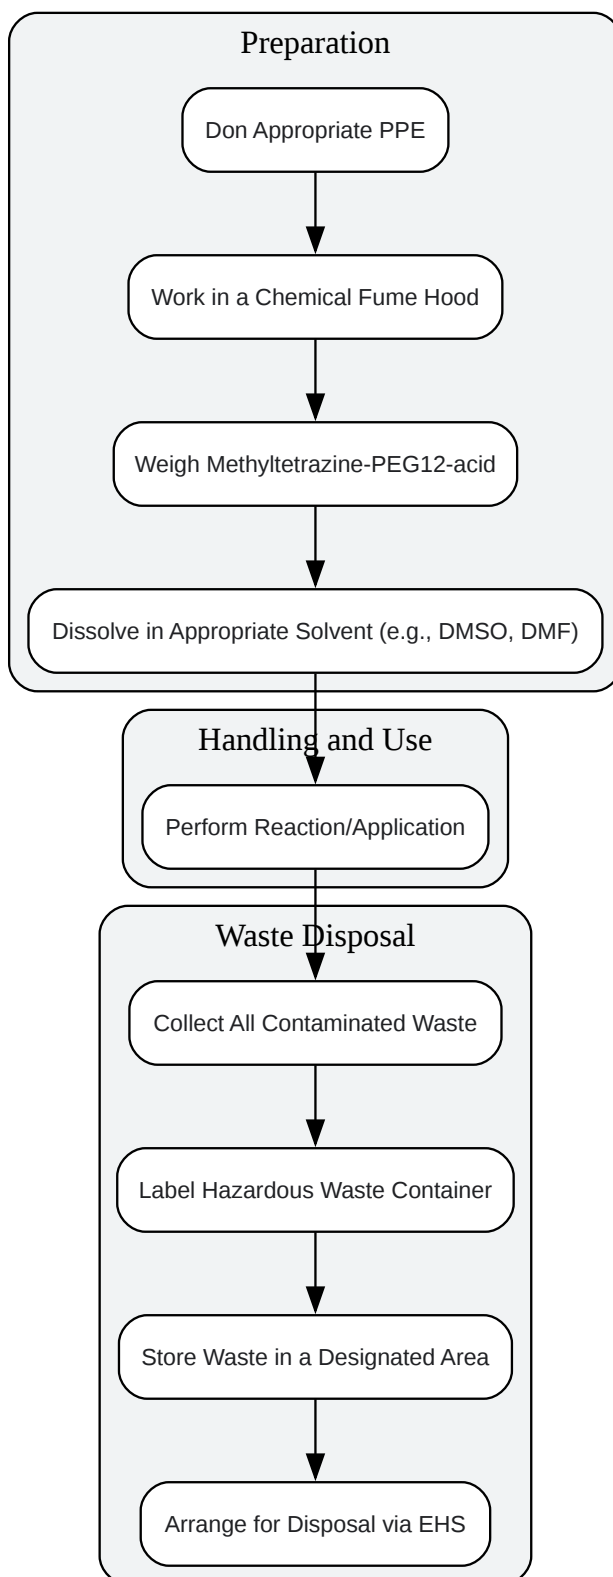 Preparation
Don Appropriate PPE
Work in a Chemical Fume Hood
Weigh Methyltetrazine-PEG12-acid
Dissolve in Appropriate Solvent (e.g., DMSO, DMF)
Handling and Use
Perform Reaction/Application
Waste Disposal
Collect All Contaminated Waste
Label Hazardous Waste Container
Store Waste in a Designated Area
Arrange for Disposal via EHS